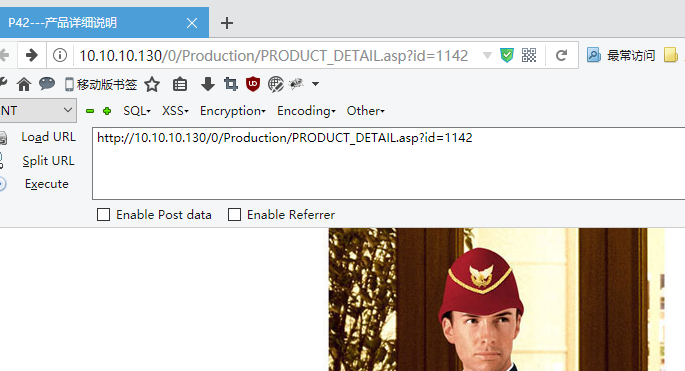 P42---产品详细说明
10.10.10.130/0/Production/PRODUCT_DETAIL.asp?id=1142
最常访问
移动版书签
NT SQL▾ XSS▾ Encryption▾ Encoding▾ Other▾
Load URL http://10.10.10.130/0/Production/PRODUCT_DETAIL.asp?id=1142
Split URL
Execute
Enable Post data Enable Referrer